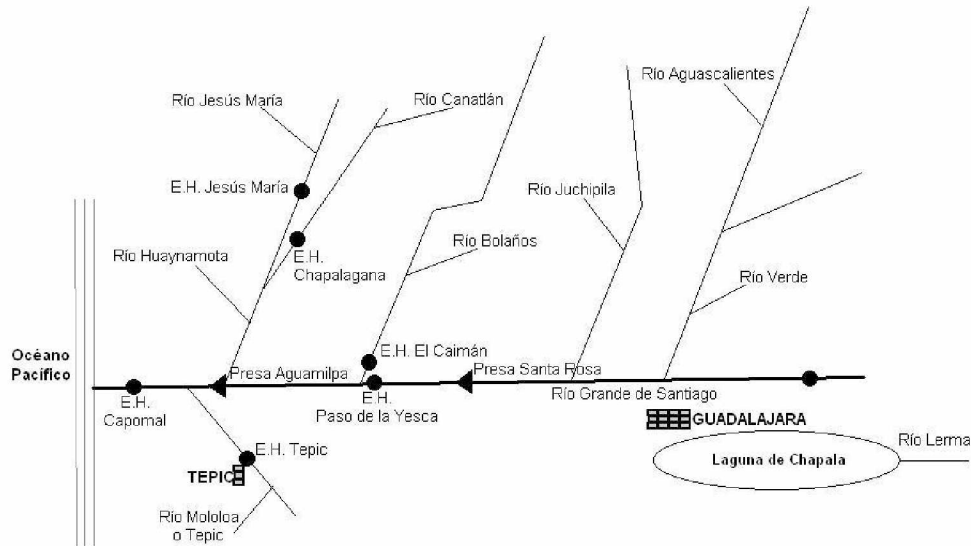 Río Aguascalientes
Río Jesús María
Río Canatlán
E.H. Jesús María
Río Juchipila
Río Huaynamota
E.H.
Chapalagana
Río Bolaños
Río Verde
Océano
Pacífico
E.H. El Caimán
Presa Aguamilpa
Presa Santa Rosa
E.H.
Capomal
E.H.
Paso de la Yesca
Río Grande de Santiago
GUADALAJARA
E.H. Tepic
TEPIC
Laguna de Chapala
Río Lerma
Río Mololoa
o Tepic